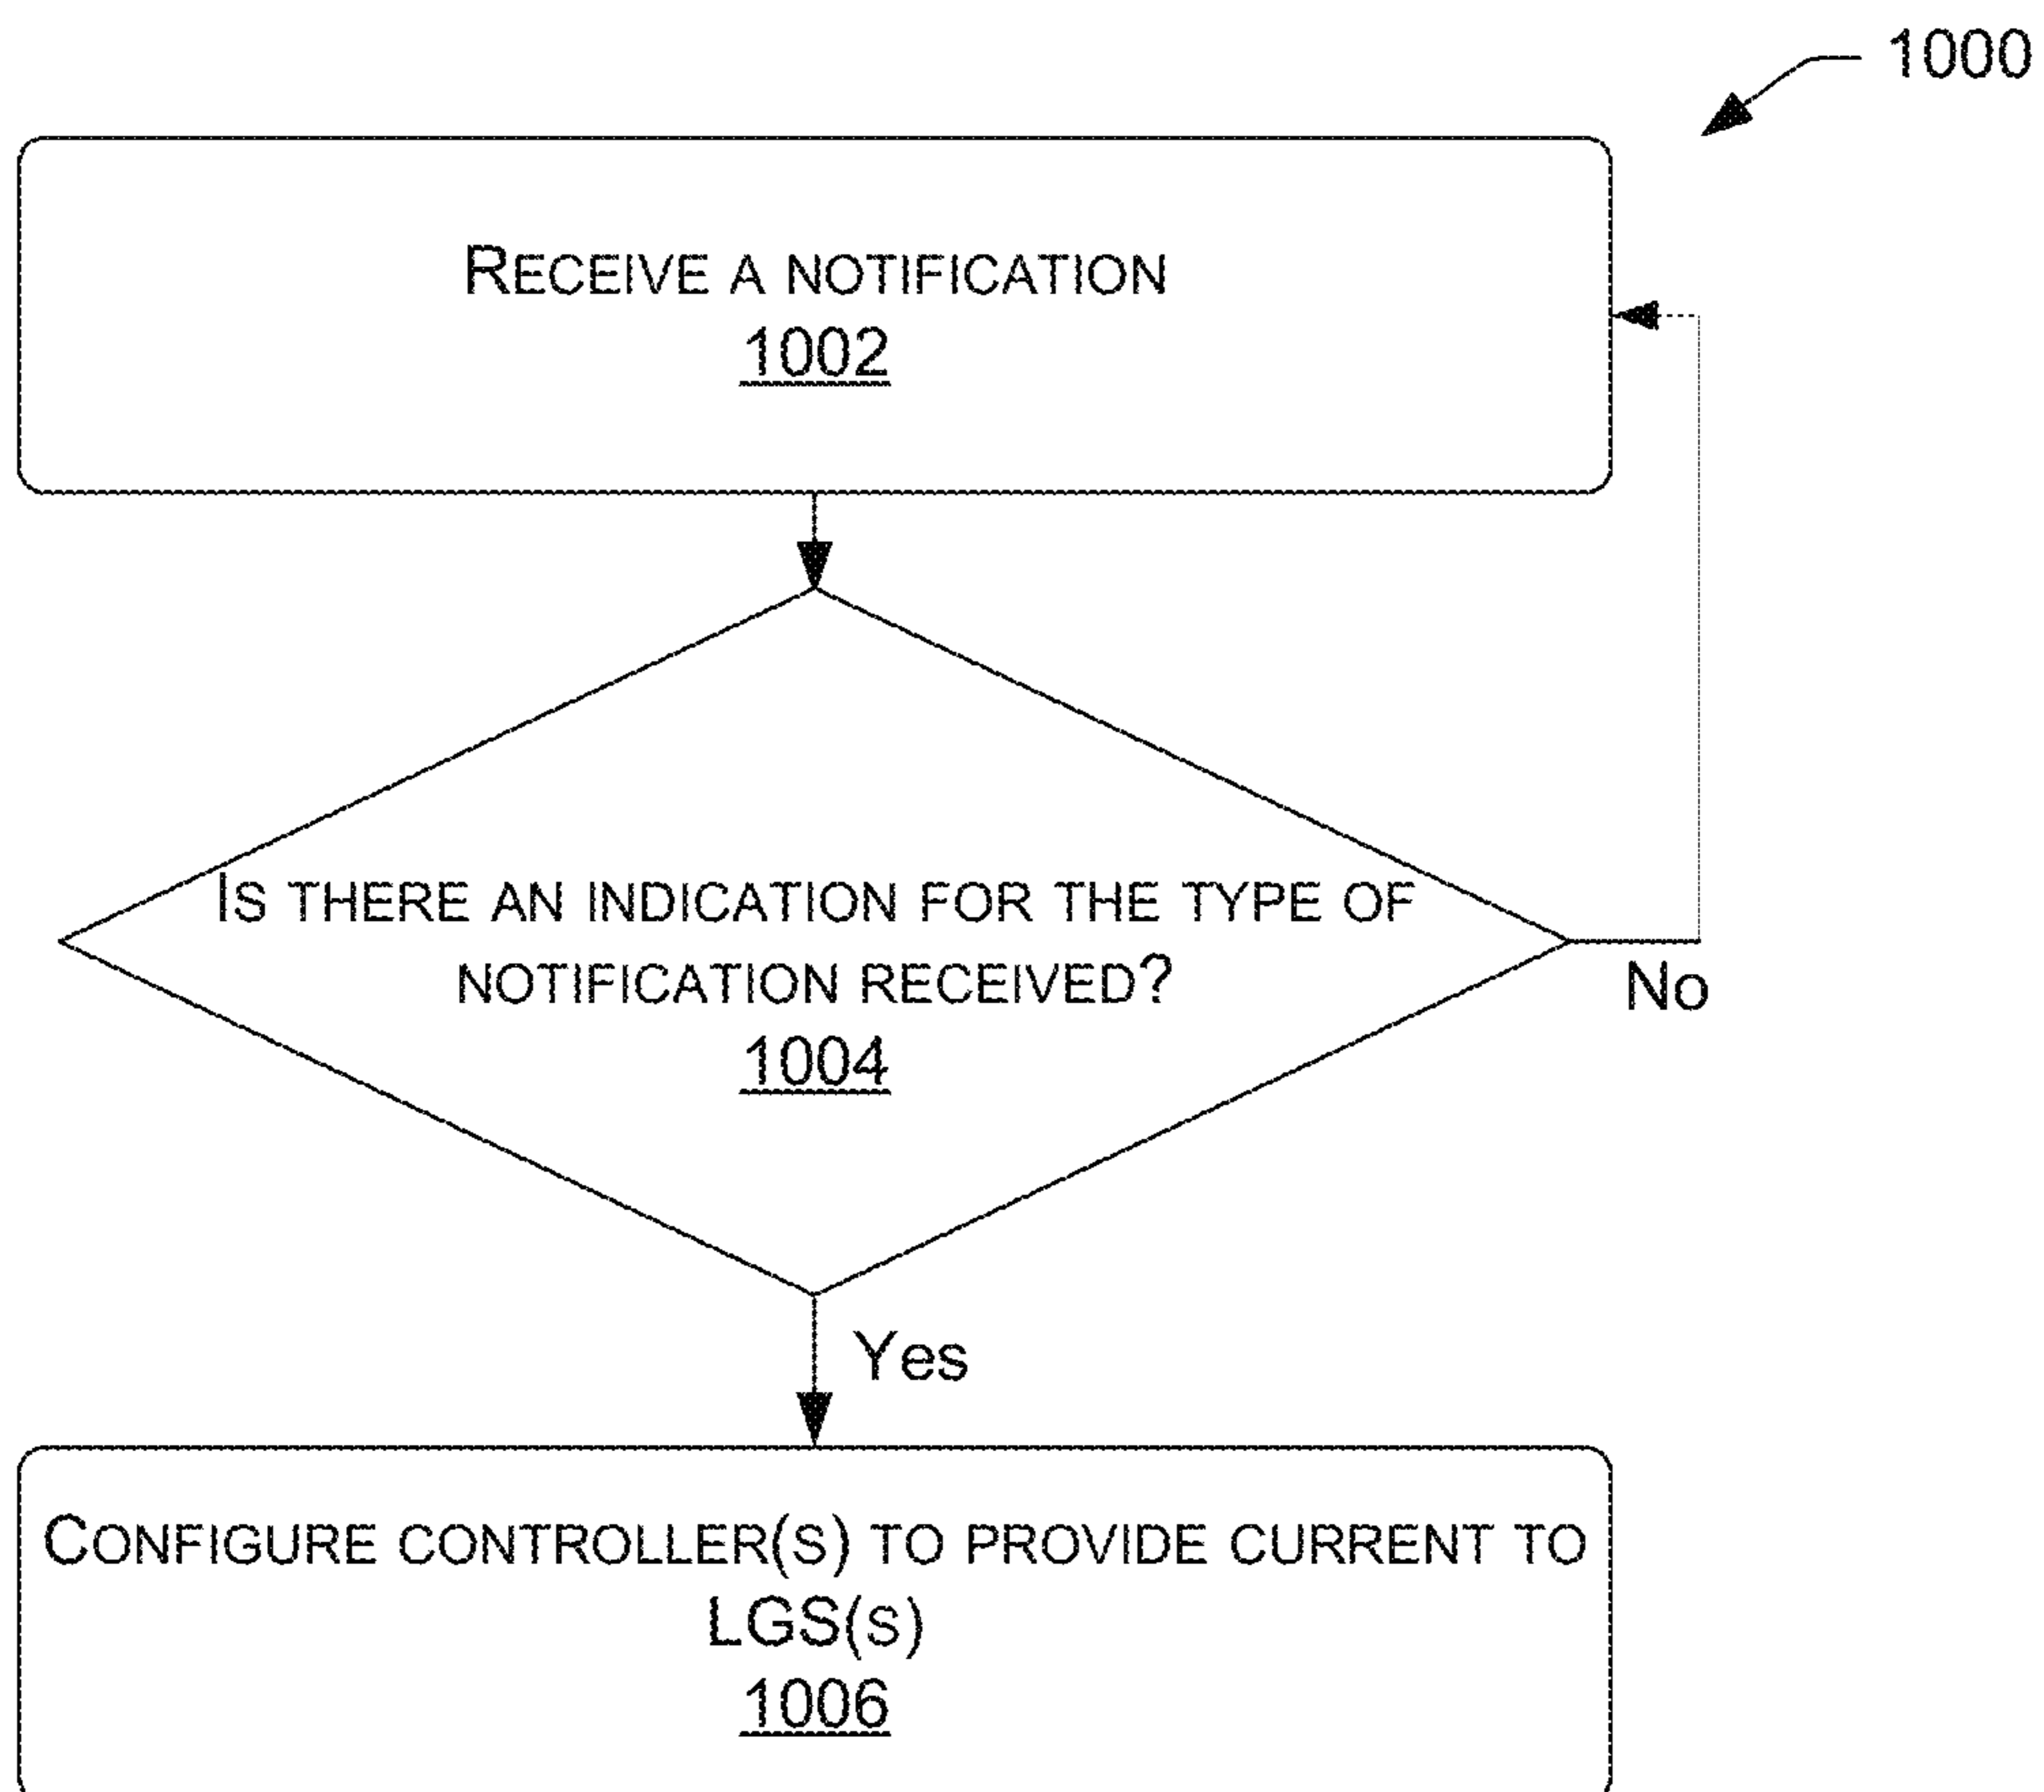 1000
RECEIVE A NOTIFICATION
1002
IS THERE AN INDICATION FOR THE TYPE OF
NOTIFICATION RECEIVED?
1004
No
Yes
CONFIGURE CONTROLLER(S) TO PROVIDE CURRENT TO
LGS(S)
1006